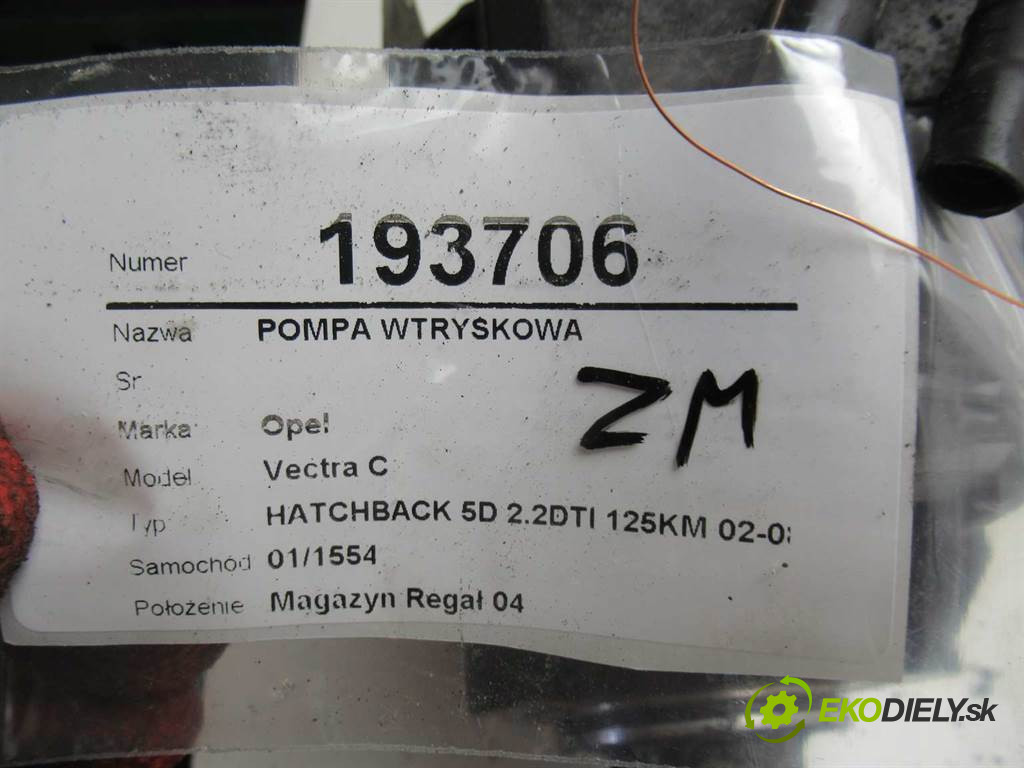 Numer 193706
Nazwa POMPA WTRYSKOWA
Sr
Marka Opel
ZM
Model Vectra C
Typ HATCHBACK 5D 2.2DTI 125KM 02-0
Samochód 01/1554
Położenie Magazyn Regał 04
EKODIELY.sk